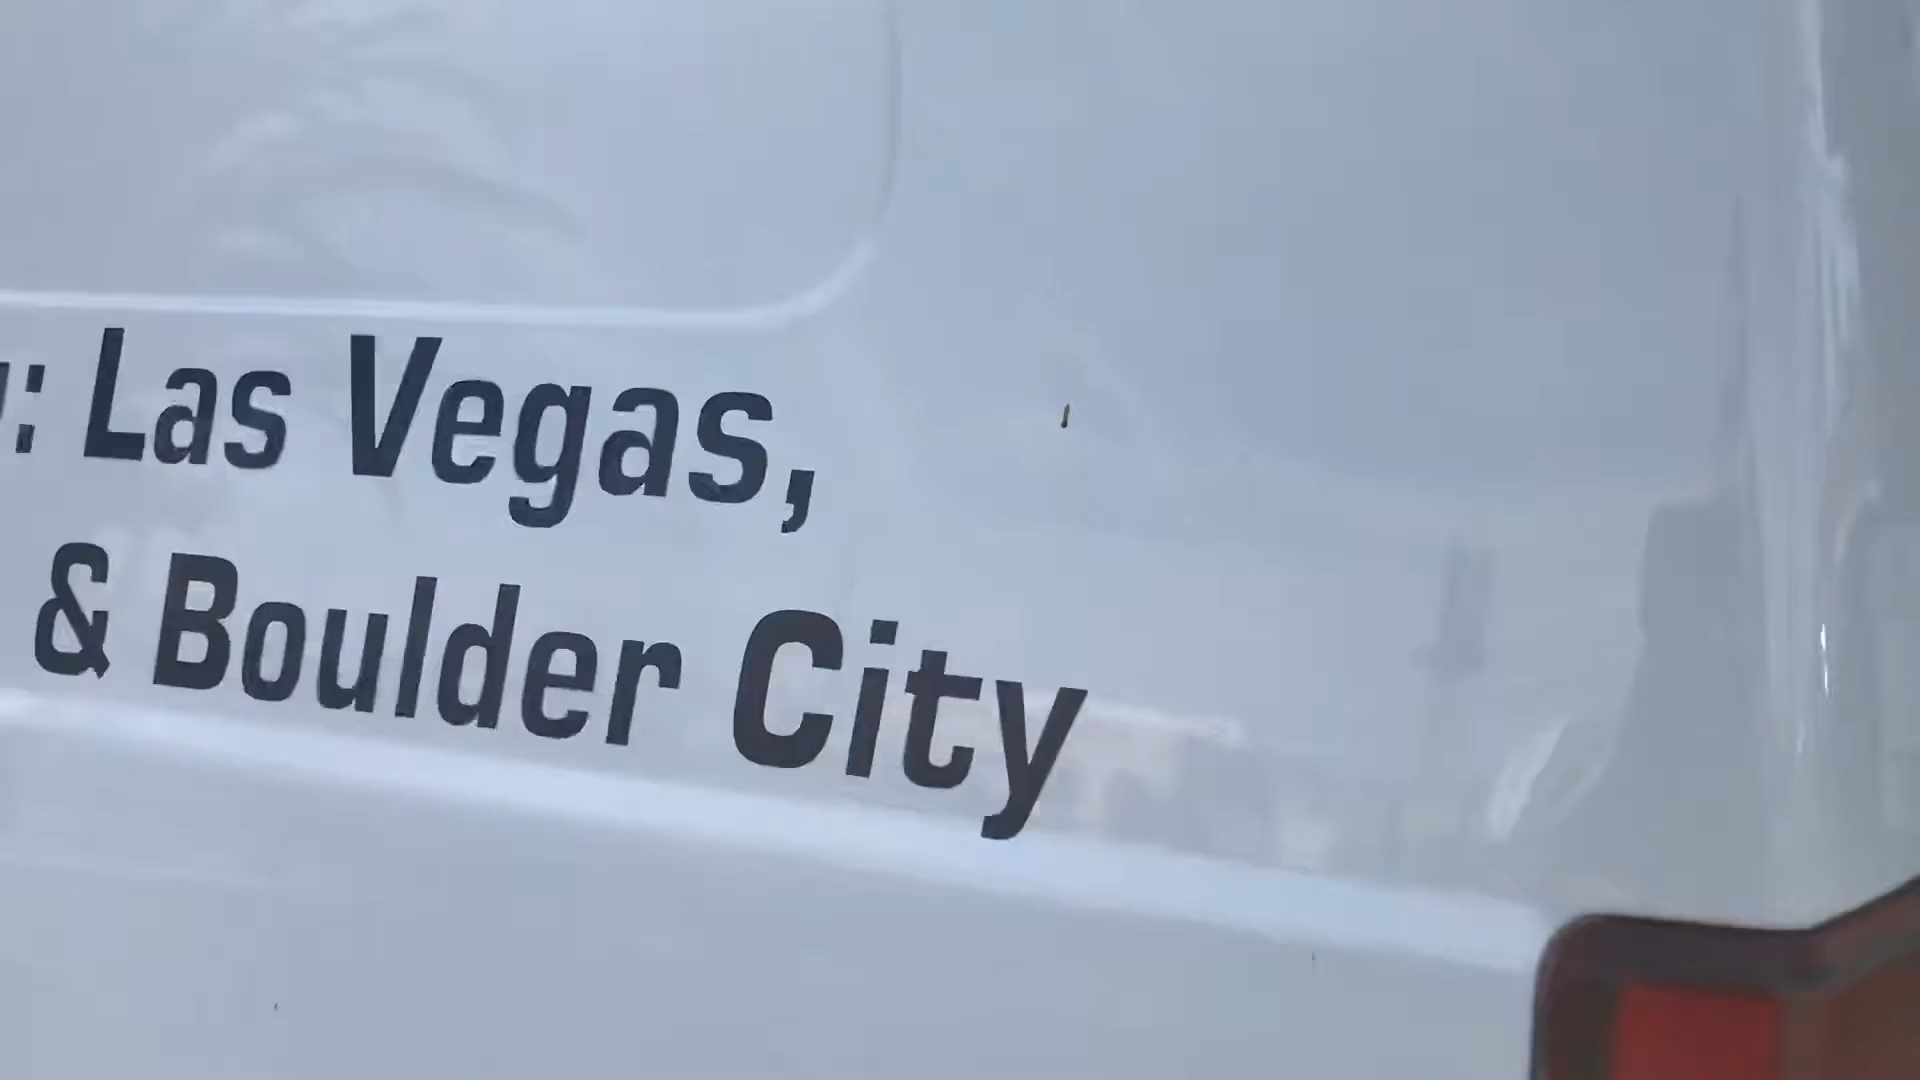 : Las Vegas,
& Boulder City